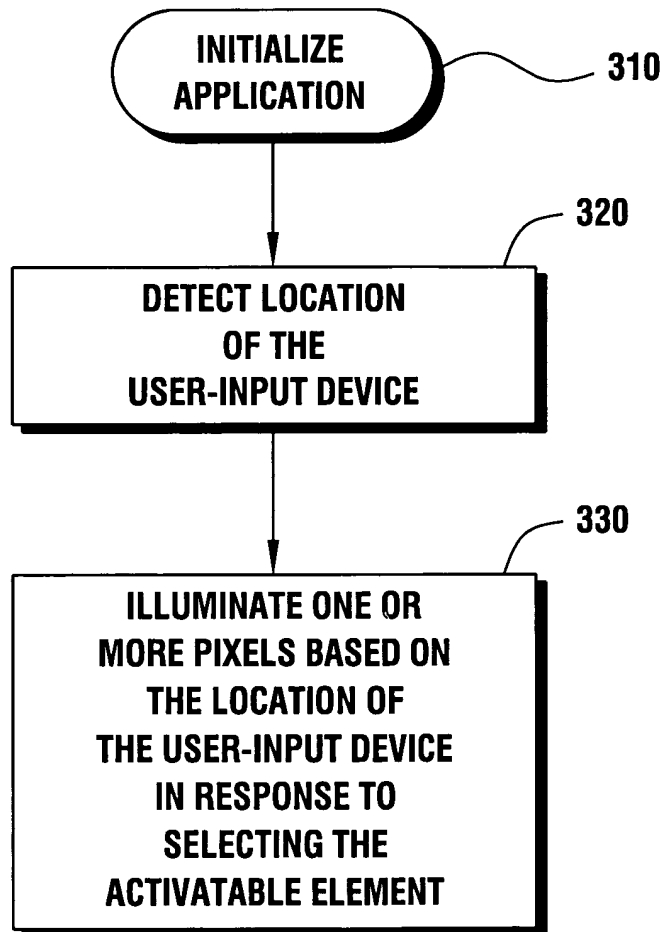 INITIALIZE
APPLICATION
310
320
DETECT LOCATION
OF THE
USER-INPUT DEVICE
330
ILLUMINATE ONE OR
MORE PIXELS BASED ON
THE LOCATION OF
THE USER-INPUT DEVICE
IN RESPONSE TO
SELECTING THE
ACTIVATABLE ELEMENT